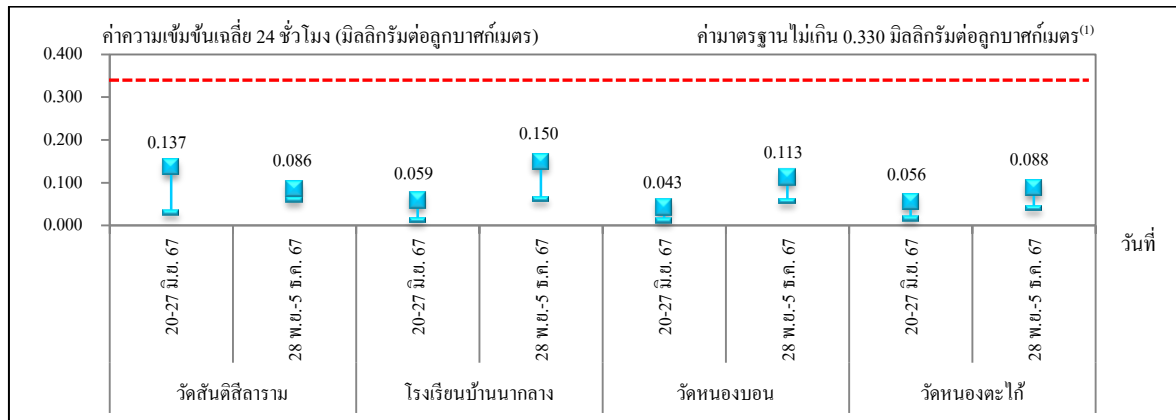 ค่าความเข้มข้นเฉลี่ย 24 ชั่วโมง (มิลลิกรัมต่อลูกบาศก์เมตร) ค่ามาตรฐานไม่เกิน 0.330 มิลลิกรัมต่อลูกบาศก์เมตร(1)
0.400
0.300
0.200
0.100
0.000
0.137
0.086
0.059
0.150
0.043
0.113
0.056
0.088
วันที่
20-27 มิ.ย. 67
28 พ.ย.-5 ธ.ค. 67
20-27 มิ.ย. 67
28 พ.ย.-5 ธ.ค. 67
20-27 มิ.ย. 67
28 พ.ย.-5 ธ.ค. 67
20-27 มิ.ย. 67
28 พ.ย.-5 ธ.ค. 67
วัดสันติสีลาราม โรงเรียนบ้านนากลาง วัดหนองบอน วัดหนองตะไก้